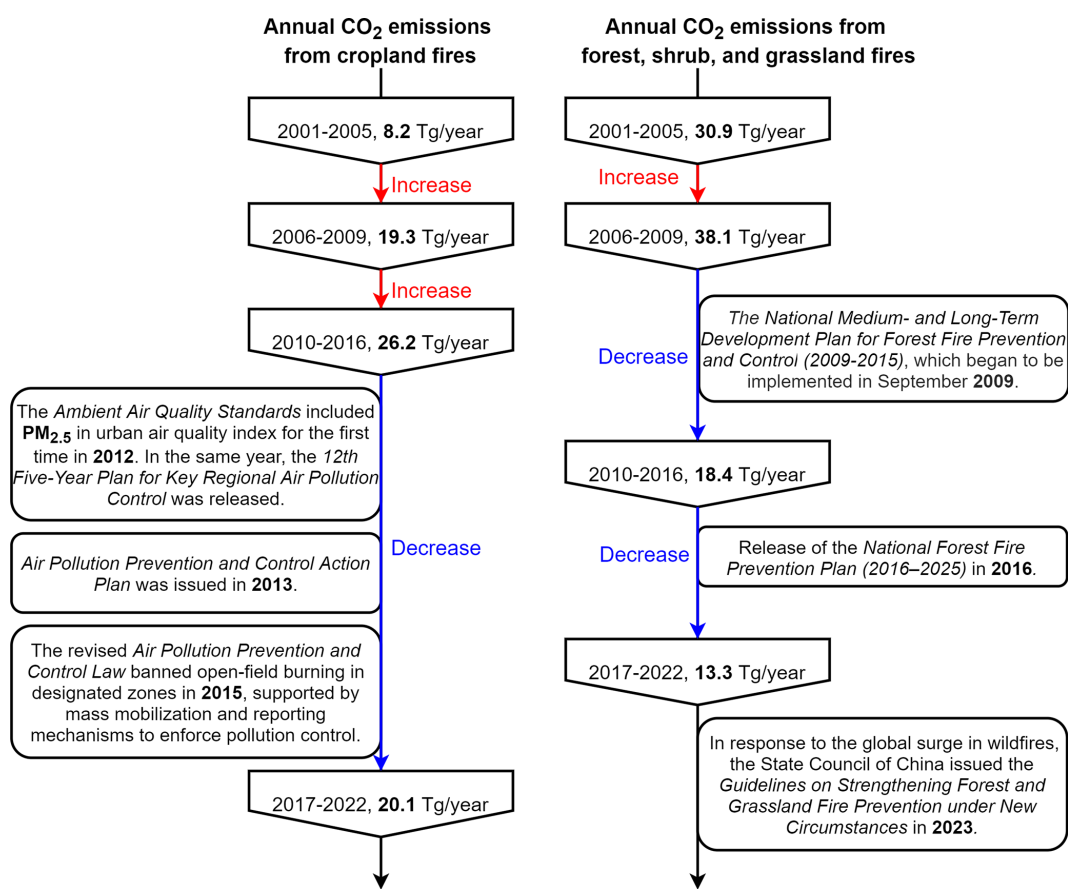 Annual CO2 emissions
from cropland fires
2001-2005, 8.2 Tg/year
Increase
2006-2009, 19.3 Tg/year
Increase
2010-2016, 26.2 Tg/year
The Ambient Air Quality Standards included
PM2.5 in urban air quality index for the first
time in 2012. In the same year, the 12th
Five-Year Plan for Key Regional Air Pollution
Control was released.
Decrease
Air Pollution Prevention and Control Action
Plan was issued in 2013.
The revised Air Pollution Prevention and
Control Law banned open-field burning in
designated zones in 2015, supported by
mass mobilization and reporting
mechanisms to enforce pollution control.
2017-2022, 20.1 Tg/year
Annual CO2 emissions from
forest, shrub, and grassland fires
2001-2005, 30.9 Tg/year
Increase
2006-2009, 38.1 Tg/year
Decrease
The National Medium- and Long-Term
Development Plan for Forest Fire Prevention
and Control (2009-2015), which began to be
implemented in September 2009.
2010-2016, 18.4 Tg/year
Decrease
Release of the National Forest Fire
Prevention Plan (2016–2025) in 2016.
2017-2022, 13.3 Tg/year
In response to the global surge in wildfires,
the State Council of China issued the
Guidelines on Strengthening Forest and
Grassland Fire Prevention under New
Circumstances in 2023.